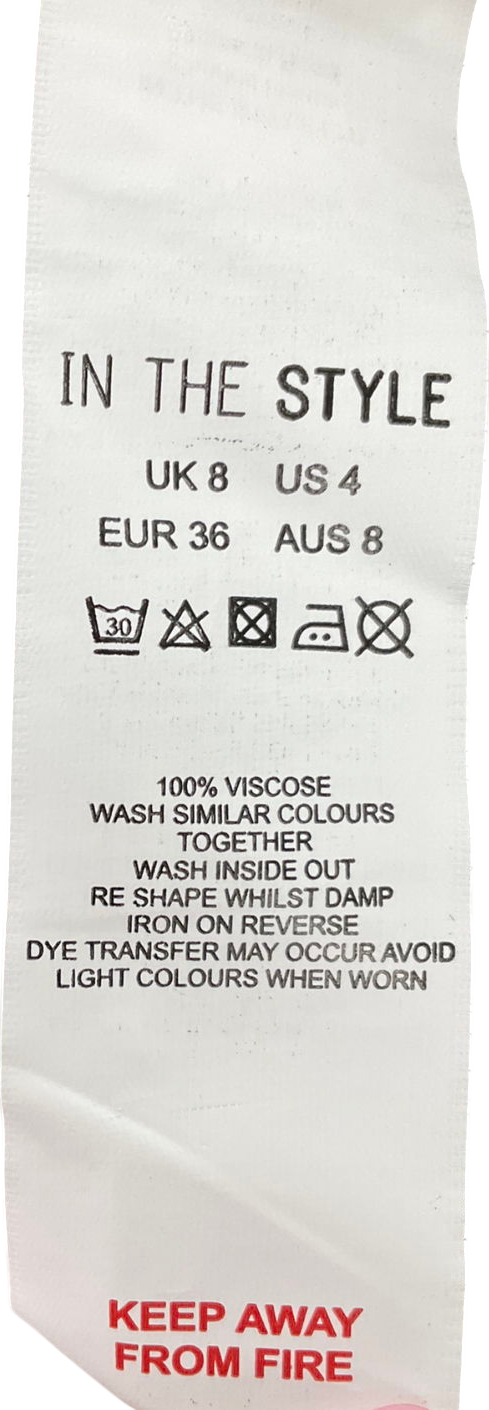 IN THE STYLE
UK 8 US 4
EUR 36 AUS 8
30
100% VISCOSE
WASH SIMILAR COLOURS
TOGETHER
WASH INSIDE OUT
RE SHAPE WHILST DAMP
IRON ON REVERSE
DYE TRANSFER MAY OCCUR AVOID
LIGHT COLOURS WHEN WORN
KEEP AWAY
FROM FIRE